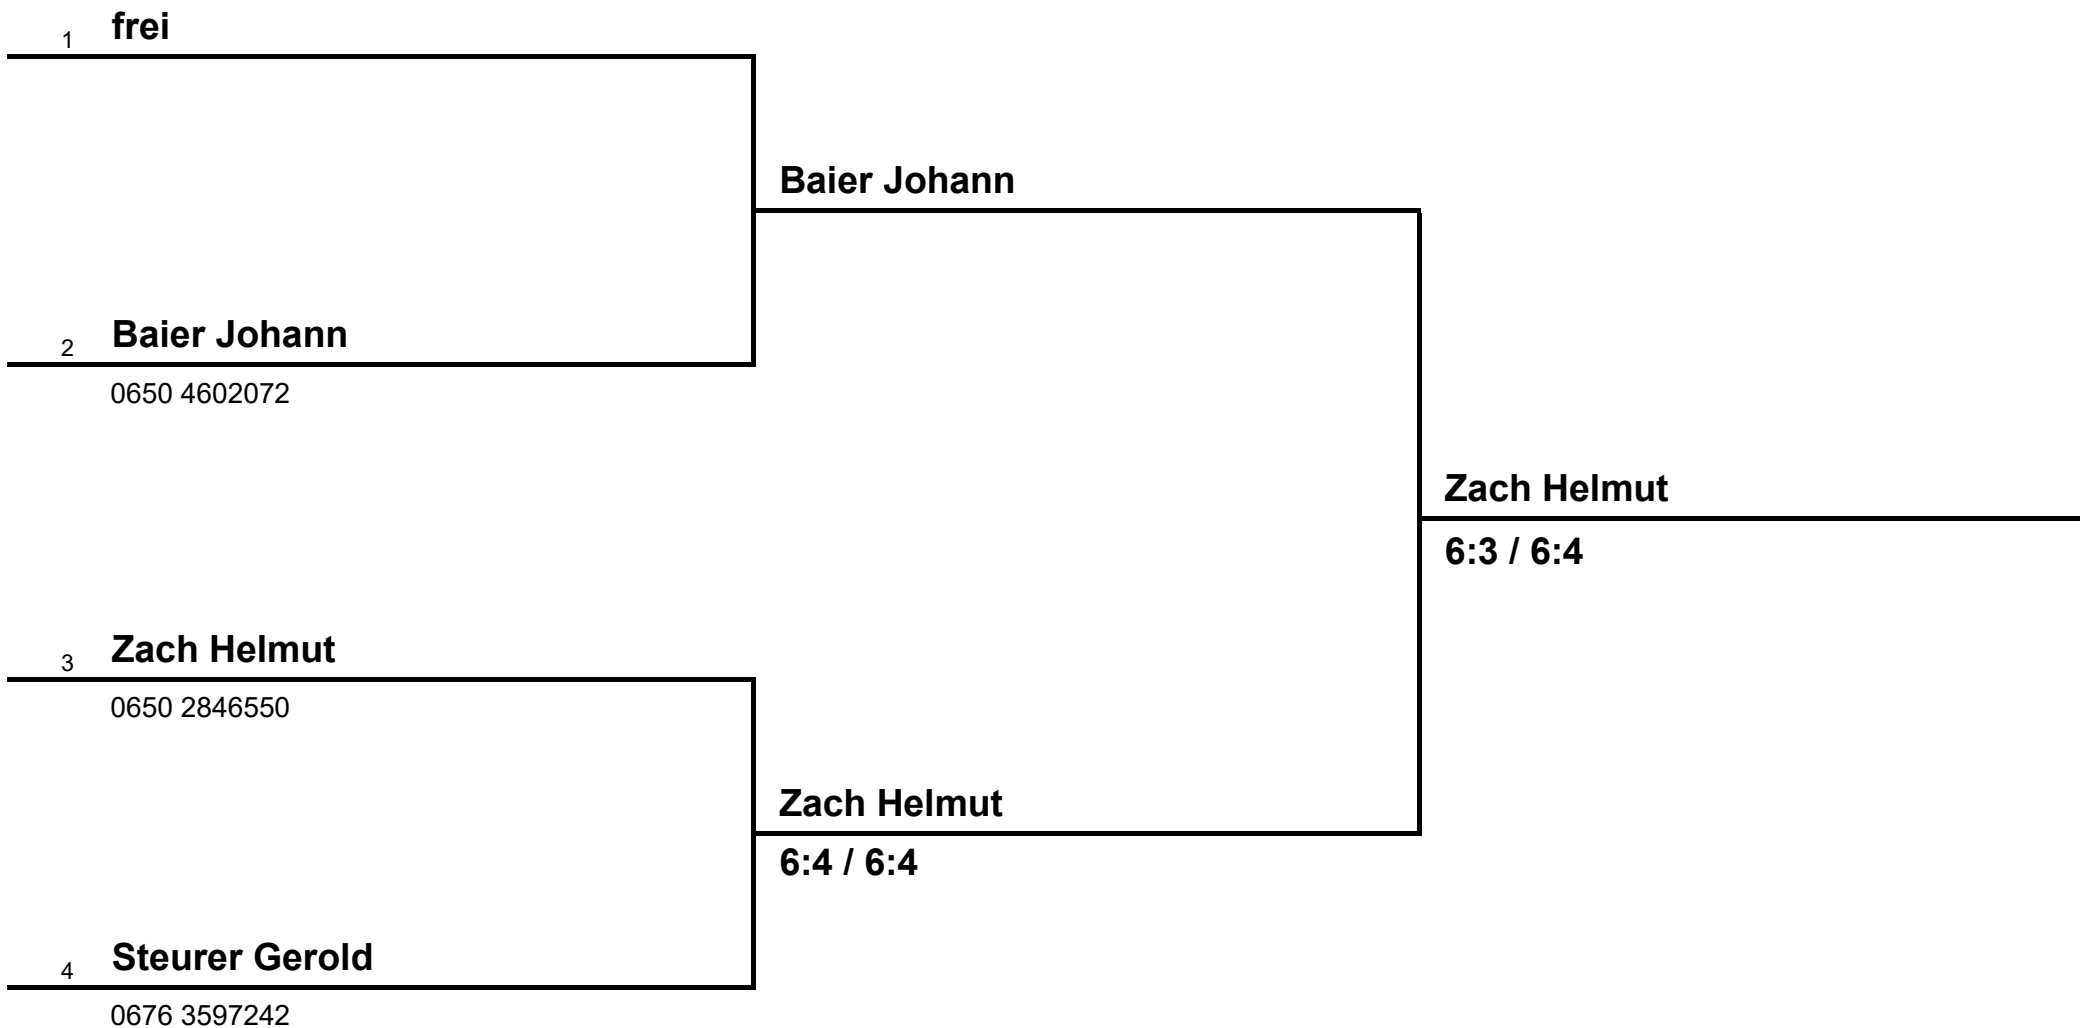 1 frei
Baier Johann
2 Baier Johann
0650 4602072
Zach Helmut
6:3 / 6:4
3 Zach Helmut
0650 2846550
Zach Helmut
6:4 / 6:4
4 Steurer Gerold
0676 3597242